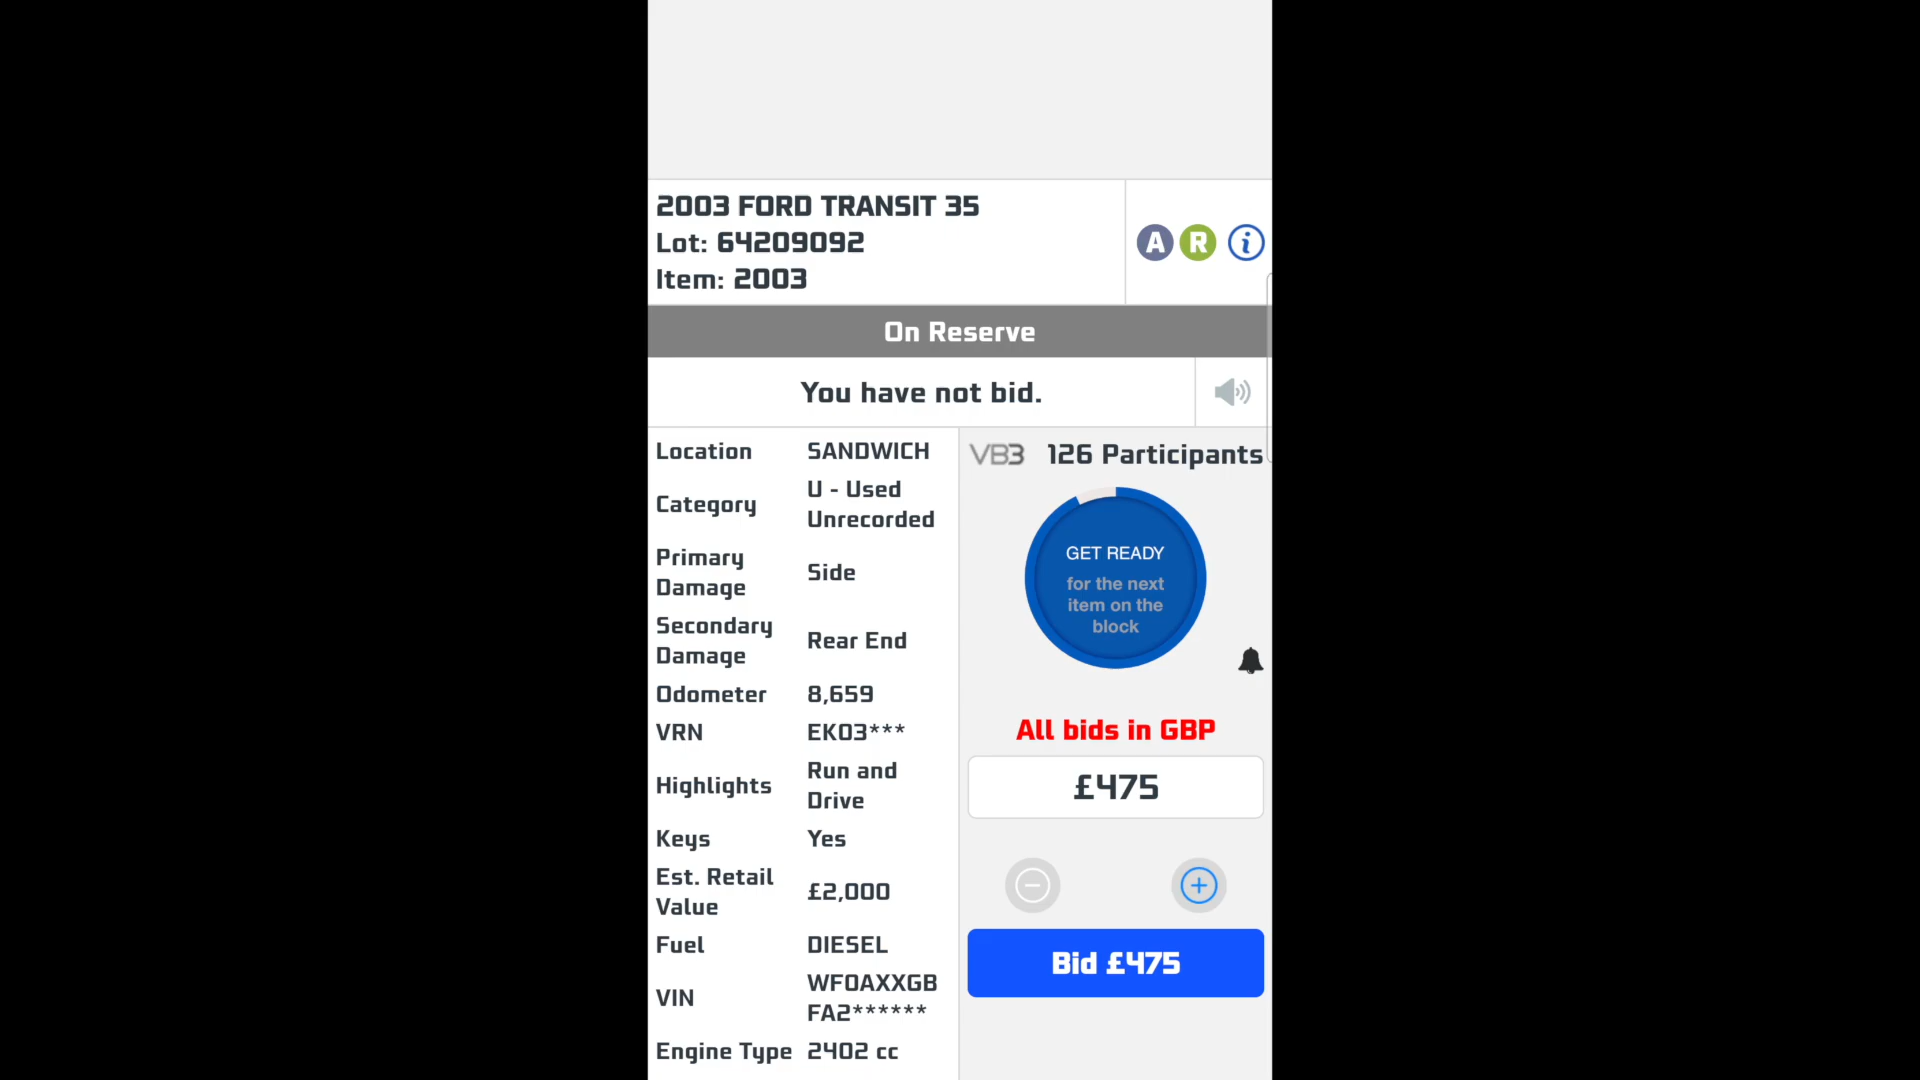 2003 FORD TRANSIT 35
Lot: 64209092
Item: 2003
A R i
On Reserve
You have not bid.
Location SANDWICH
Category U - Used Unrecorded
Primary Damage Side
Secondary Damage Rear End
Odometer 8,659
VRN EK03***
Highlights Run and Drive
Keys Yes
Est. Retail Value £2,000
Fuel DIESEL
VIN WF0AXXGBFA2******
Engine Type 2402 cc
VB3 126 Participants
GET READY
for the next
item on the
block
All bids in GBP
£475
Bid £475